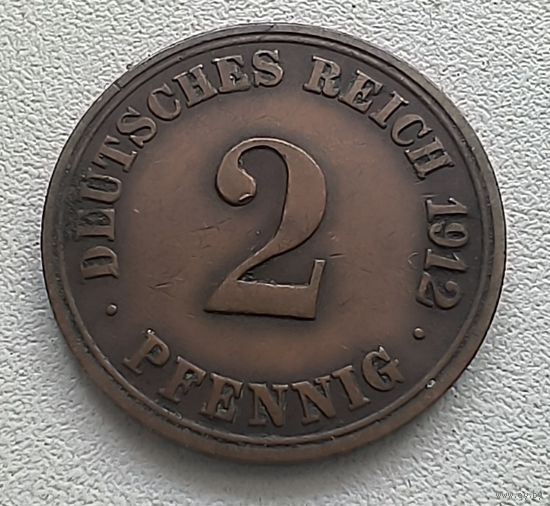 DEUTSCHES REICH 1912
2
· PFENNIG ·